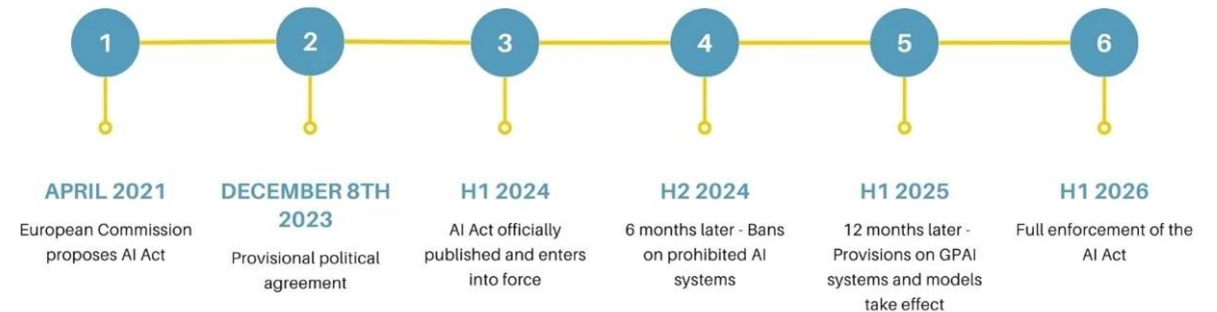 1
2
3
4
5
6
APRIL 2021
European Commission
proposes AI Act
DECEMBER 8TH
2023
Provisional political
agreement
H1 2024
AI Act officially
published and enters
into force
H2 2024
6 months later - Bans
on prohibited AI
systems
H1 2025
12 months later -
Provisions on GPAI
systems and models
take effect
H1 2026
Full enforcement of the
AI Act